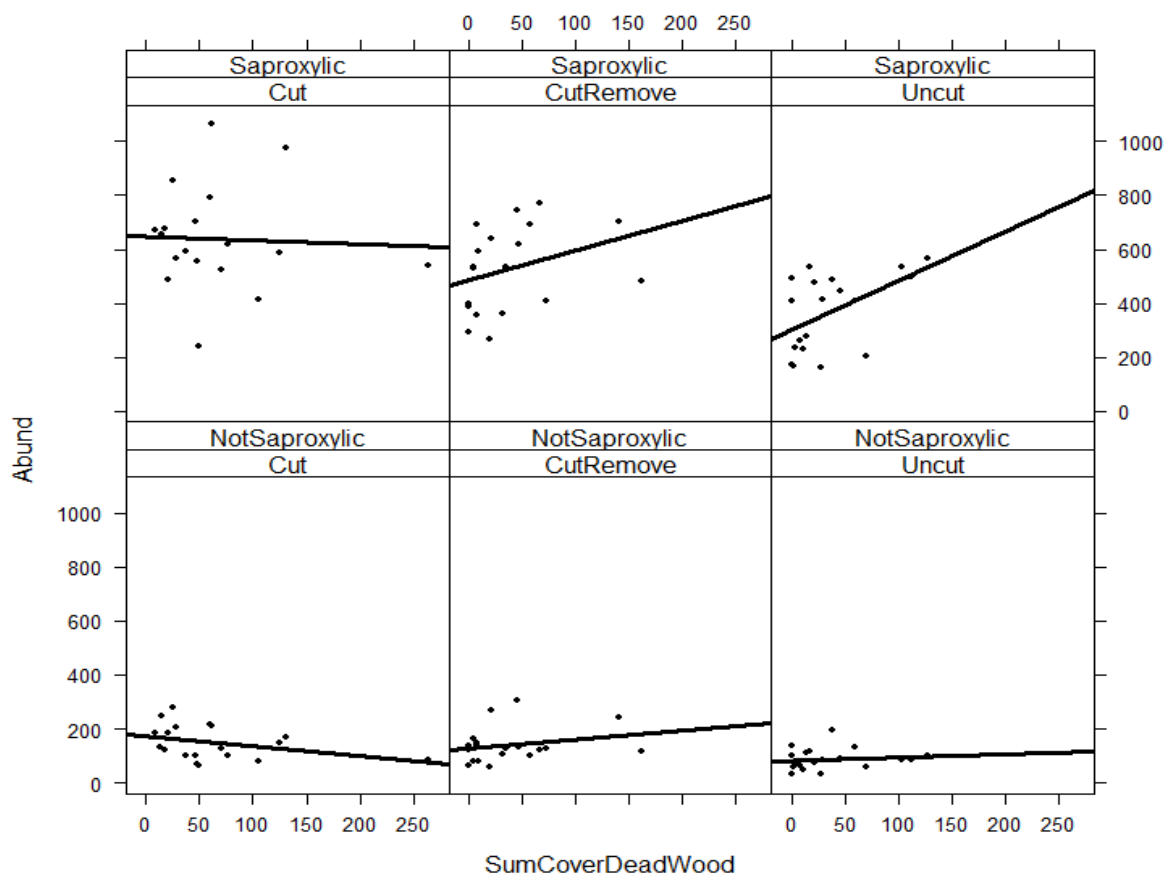 0 50 100 150 200 250
Saproxylic Saproxylic Saproxylic
Cut CutRemove Uncut
1000
800
600
400
200
0
NotSaproxylic NotSaproxylic NotSaproxylic
Cut CutRemove Uncut
Abund
1000
800
600
400
200
0
0 50 100 150 200 250 0 50 100 150 200 250
SumCoverDeadWood